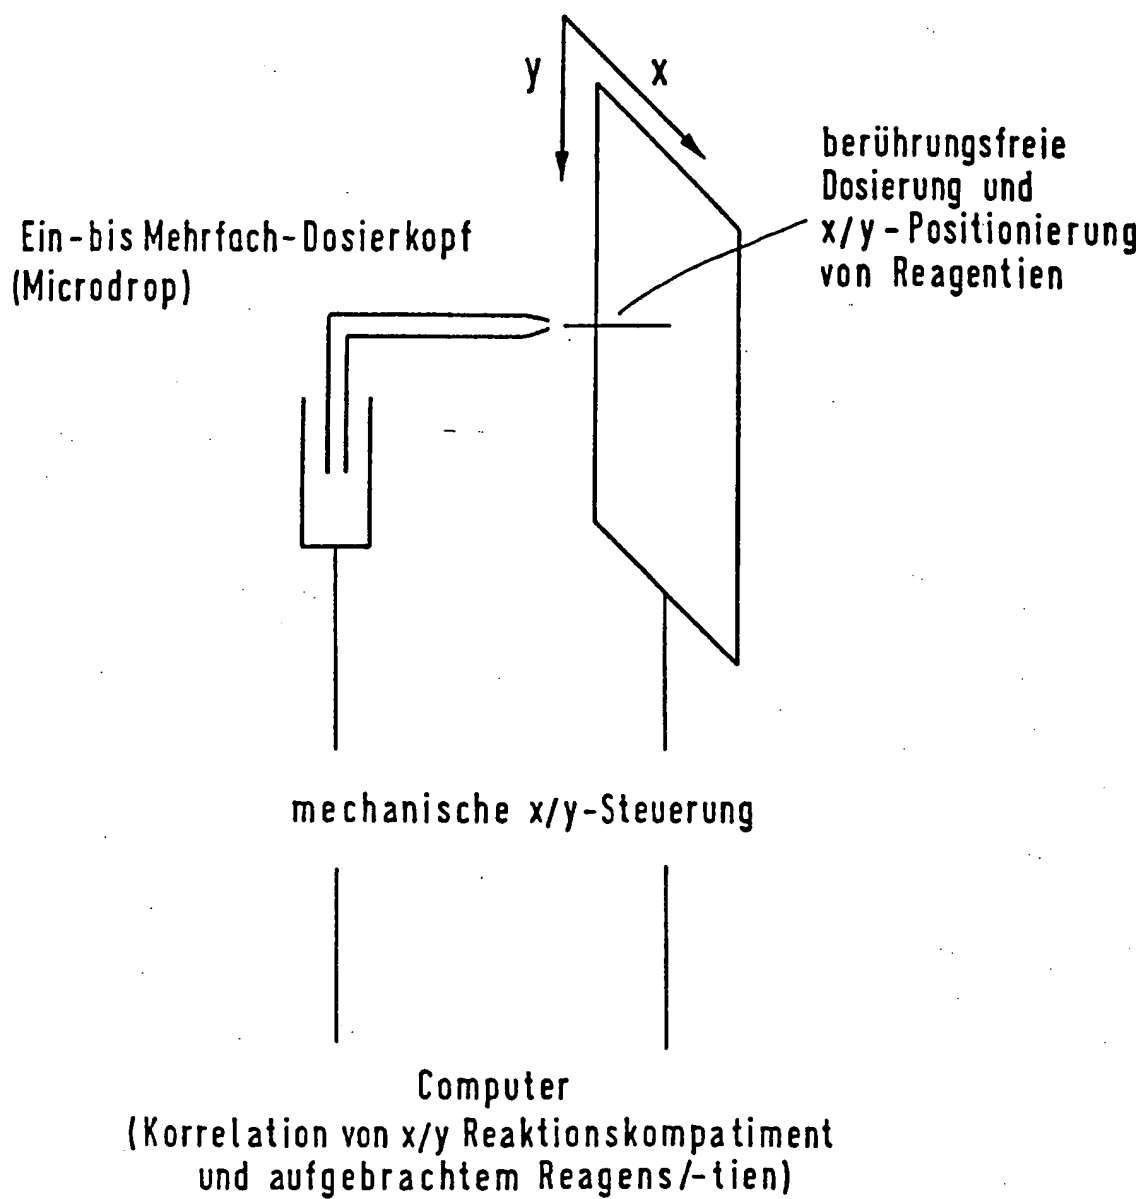 y
x
berührungsfreie
Dosierung und
x/y-Positionierung
von Reagentien
Ein-bis Mehrfach-Dosierkopf
(Microdrop)
mechanische x/y-Steuerung
Computer
(Korrelation von x/y Reaktionskompatiment
und aufgebrachtem Reagens/-tien)